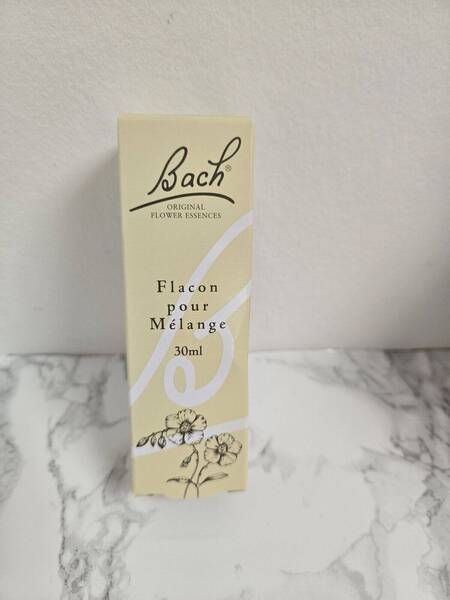 Bach®
ORIGINAL
FLOWER ESSENCES
Flacon
pour
Mélange
30ml